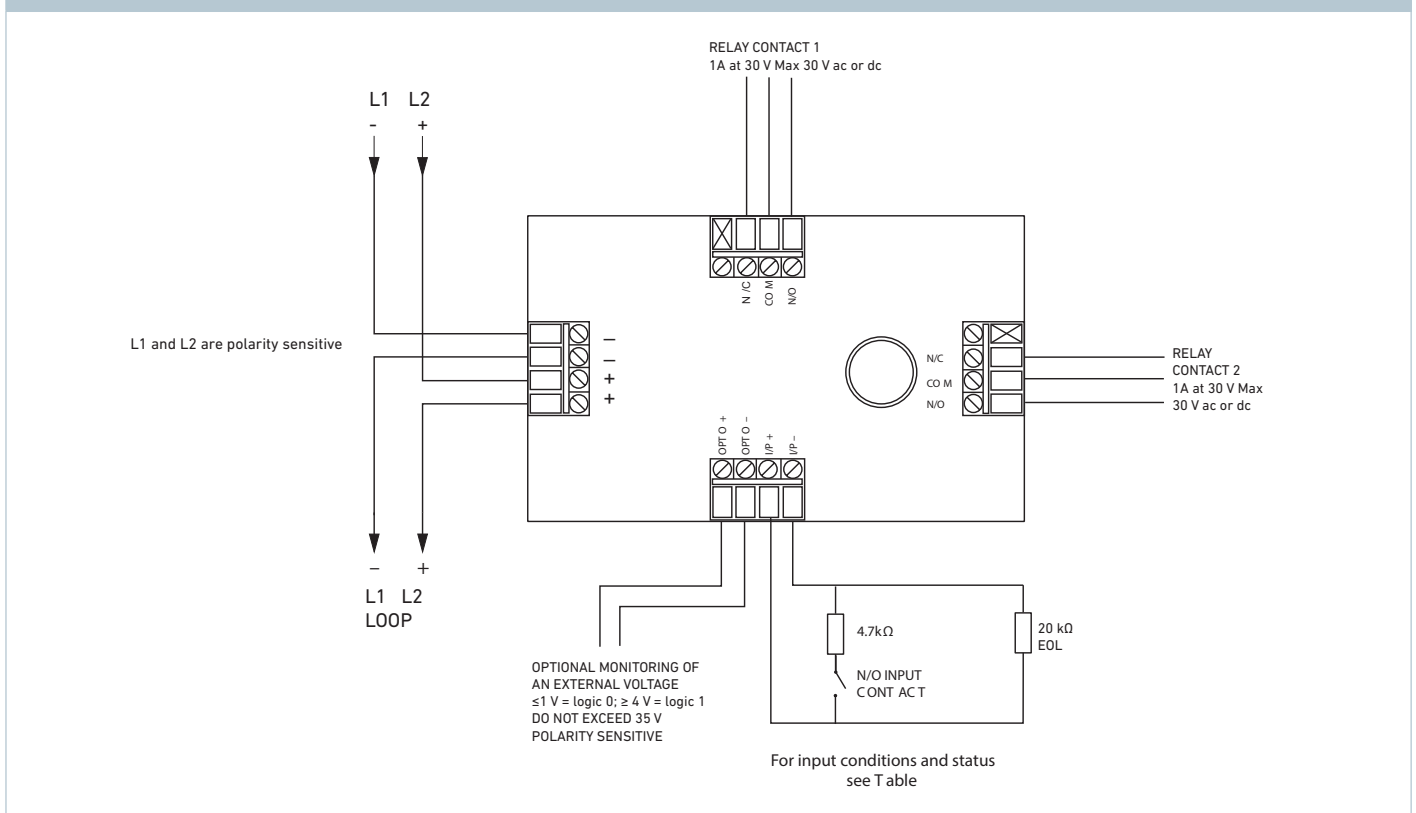 RELAY CONTACT 1
1A at 30 V Max 30 V ac or dc
L1 L2
- +
N /C
CO M
N/O
L1 and L2 are polarity sensitive
–
–
+
+
N/C
CO M
N/O
RELAY
CONTACT 2
1A at 30 V Max
30 V ac or dc
OPT O +
OPT O –
I/P +
I/P –
– +
L1 L2
LOOP
4.7kΩ
20 kΩ
EOL
N/O INPUT
C ONT AC T
OPTIONAL MONITORING OF
AN EXTERNAL VOLTAGE
≤1 V = logic 0; ≥ 4 V = logic 1
DO NOT EXCEED 35 V
POLARITY SENSITIVE
For input conditions and status
see T able